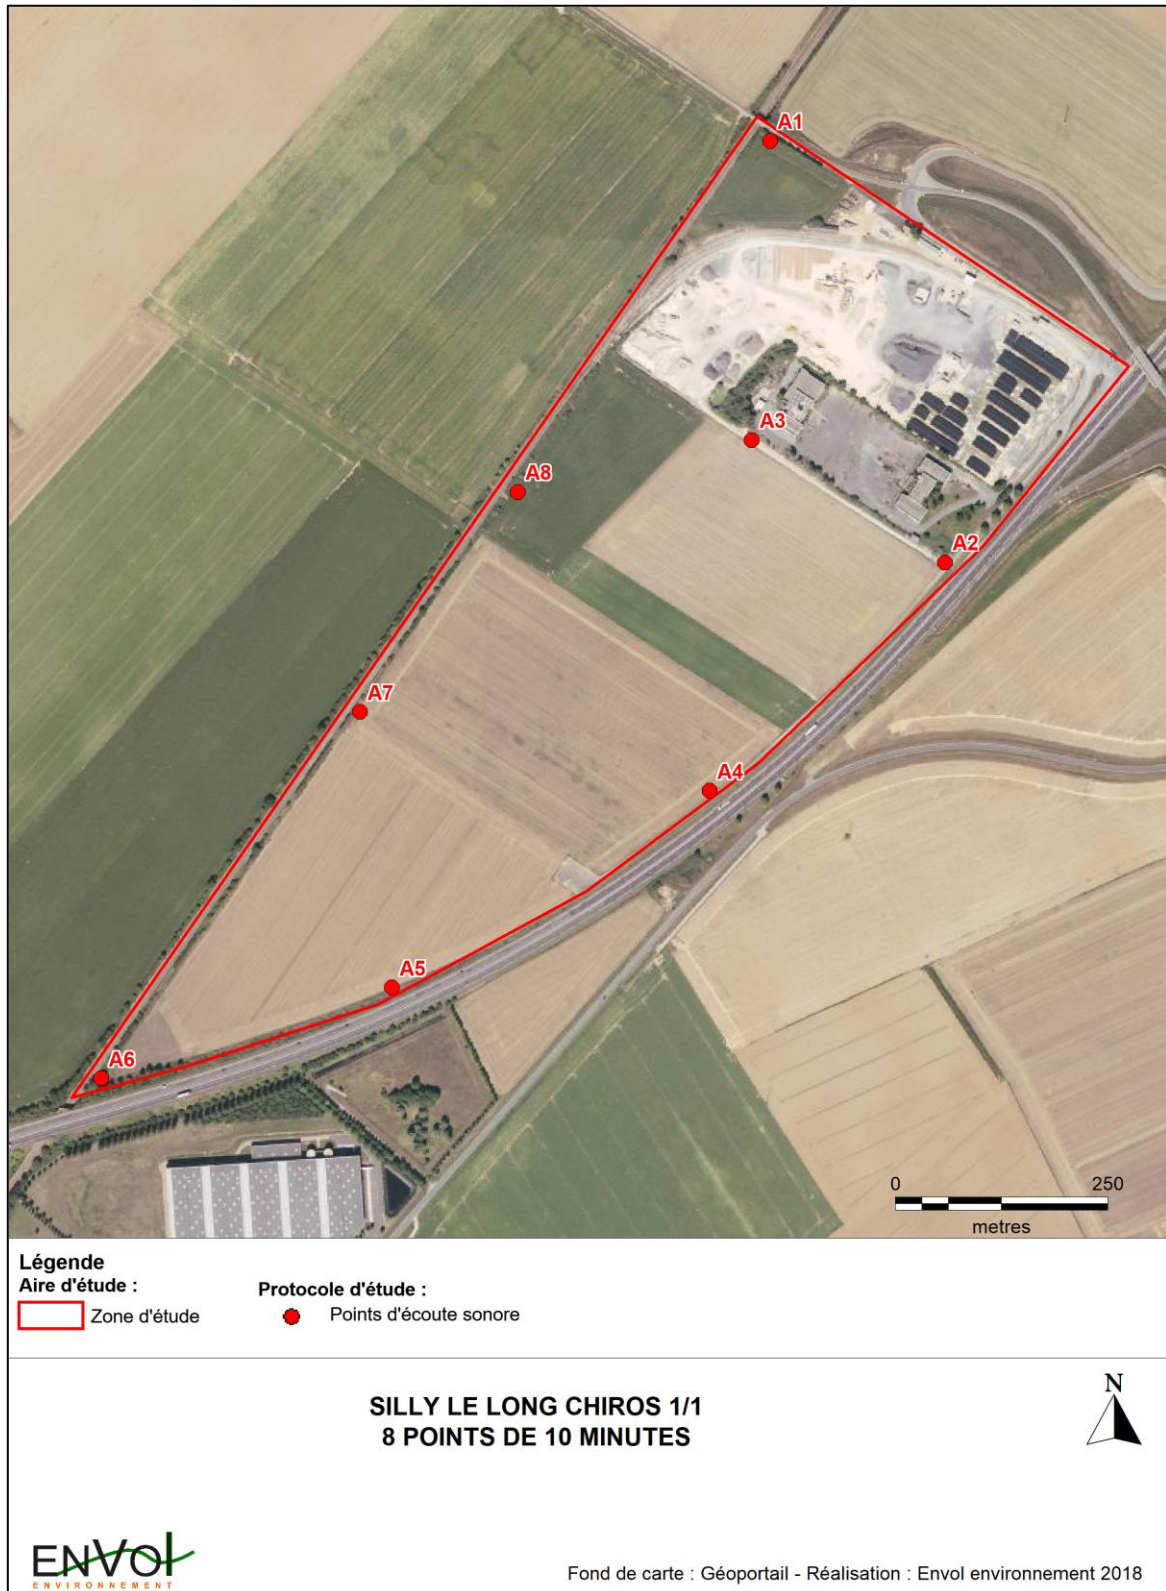 A1
A3
A8
A2
A7
A4
A5
A6
0 250
metres
Légende
Aire d'étude :
Zone d'étude
Protocole d'étude :
Points d'écoute sonore
SILLY LE LONG CHIROS 1/1
8 POINTS DE 10 MINUTES
N
ENVOl
ENVIRONNEMENT
Fond de carte : Géoportail - Réalisation : Envol environnement 2018